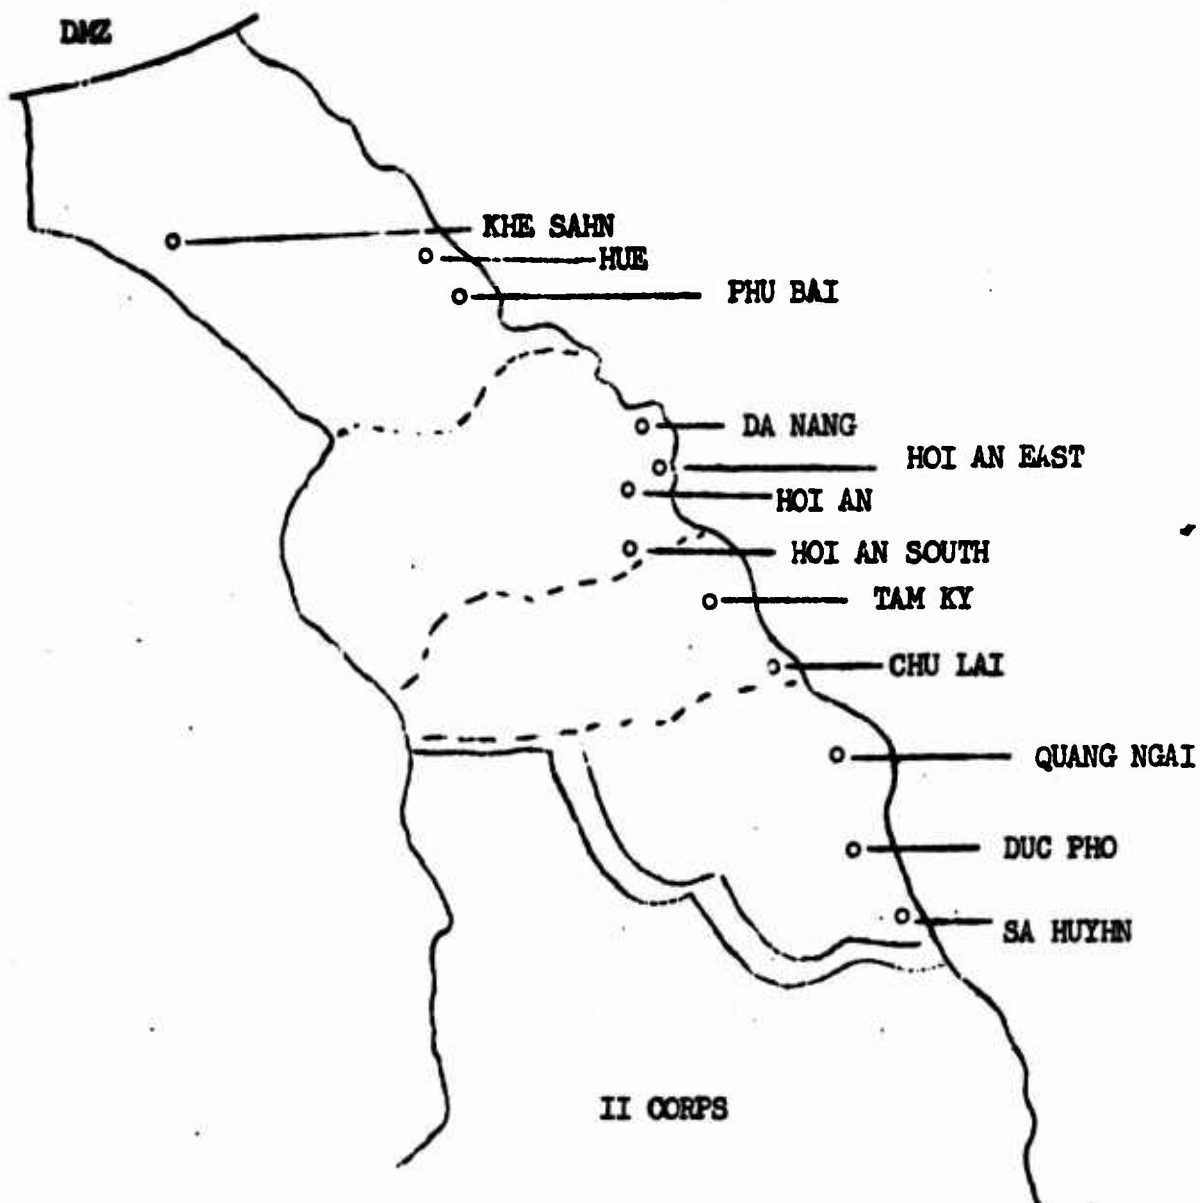 DMZ
KHE SAHN
HUE
PHU BAI
DA NANG
HOI AN EAST
HOI AN
HOI AN SOUTH
TAM KY
CHU LAI
QUANG NGAI
DUC PHO
SA HUYHN
II CORPS